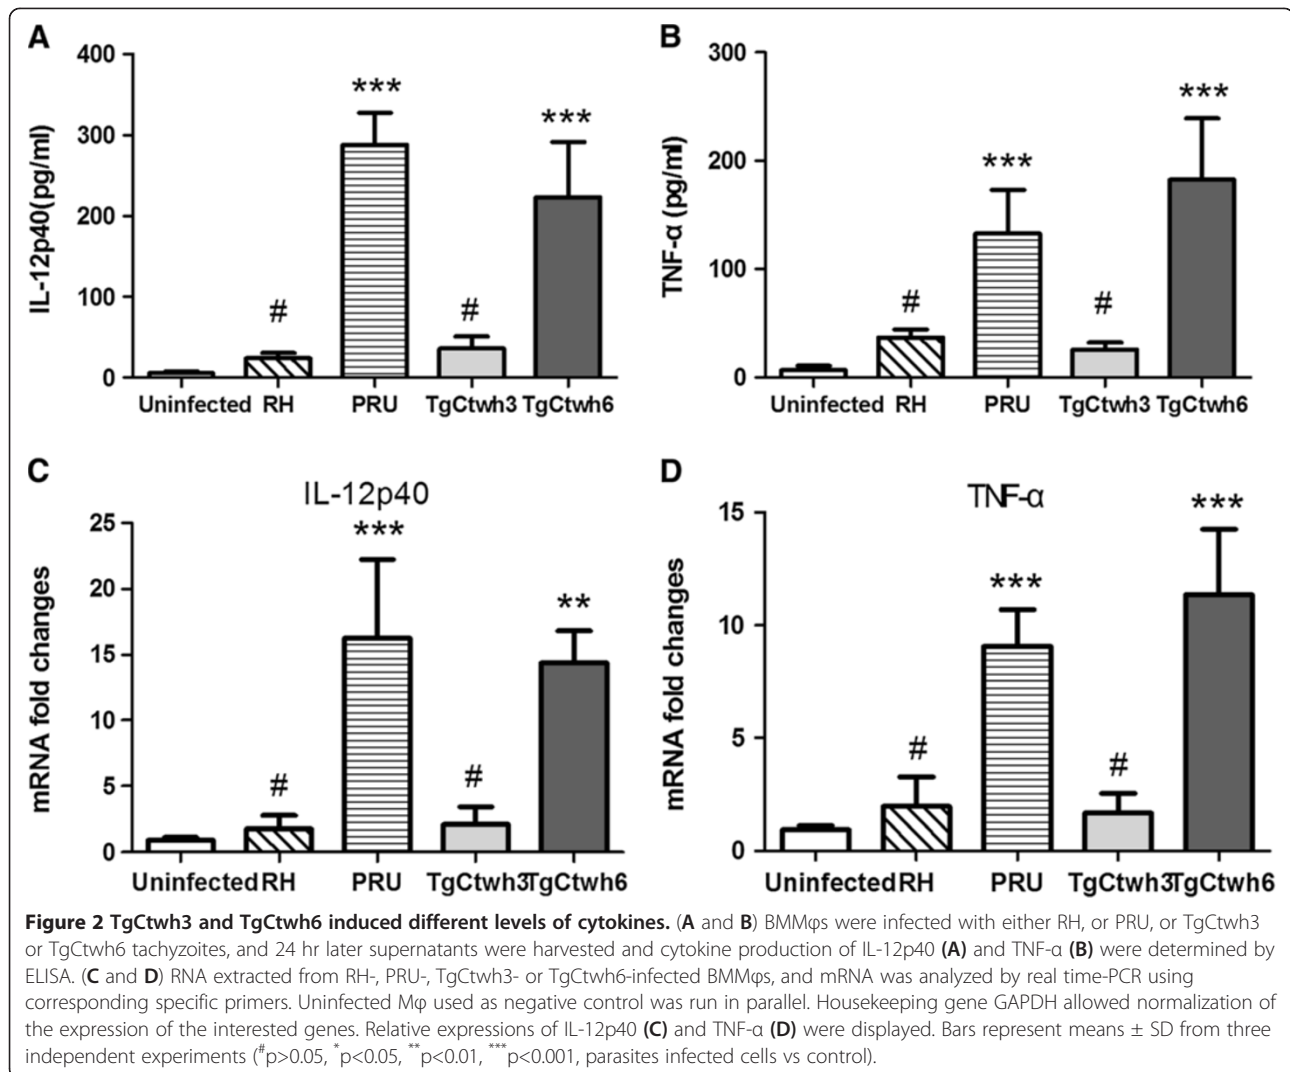 A
IL-12p40(pg/ml)
400
300
200
100
0
#
***
#
***
Uninfected RH PRU TgCtwh3 TgCtwh6
B
TNF-α (pg/ml)
300
200
100
0
#
***
#
***
Uninfected RH PRU TgCtwh3 TgCtwh6
C
IL-12p40
mRNA fold changes
25
20
15
10
5
0
#
***
#
**
Uninfected RH PRU TgCtwh3 TgCtwh6
D
TNF-α
mRNA fold changes
15
10
5
0
#
***
#
***
Uninfected RH PRU TgCtwh3 TgCtwh6
Figure 2 TgCtwh3 and TgCtwh6 induced different levels of cytokines. (A and B) BMMφs were infected with either RH, or PRU, or TgCtwh3
or TgCtwh6 tachyzoites, and 24 hr later supernatants were harvested and cytokine production of IL-12p40 (A) and TNF-α (B) were determined by
ELISA. (C and D) RNA extracted from RH-, PRU-, TgCtwh3- or TgCtwh6-infected BMMφs, and mRNA was analyzed by real time-PCR using
corresponding specific primers. Uninfected Mφ used as negative control was run in parallel. Housekeeping gene GAPDH allowed normalization of
the expression of the interested genes. Relative expressions of IL-12p40 (C) and TNF-α (D) were displayed. Bars represent means ± SD from three
independent experiments (#p>0.05, *p<0.05, **p<0.01, ***p<0.001, parasites infected cells vs control).